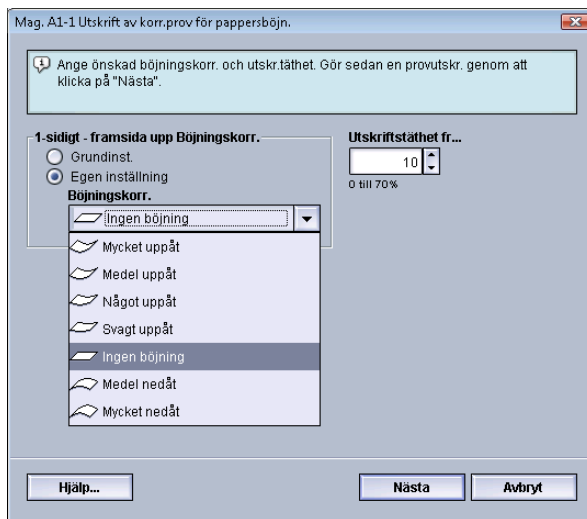 Mag. A1-1 Utskrift av korr.prov för pappersböjn.
Ange önskad böjningskorr. och utskr.täthet. Gör sedan en provutskr. genom att
klicka på "Nästa".
1-sidigt - framsida upp Böjningskorr.
Grundinst.
Egen inställning
Böjningskorr.
Ingen böjning
Mycket uppåt
Medel uppåt
Något uppåt
Svagt uppåt
Ingen böjning
Medel nedåt
Mycket nedåt
Utskriftstäthet fr...
10
0 till 70%
Hjälp...
Nästa
Avbryt